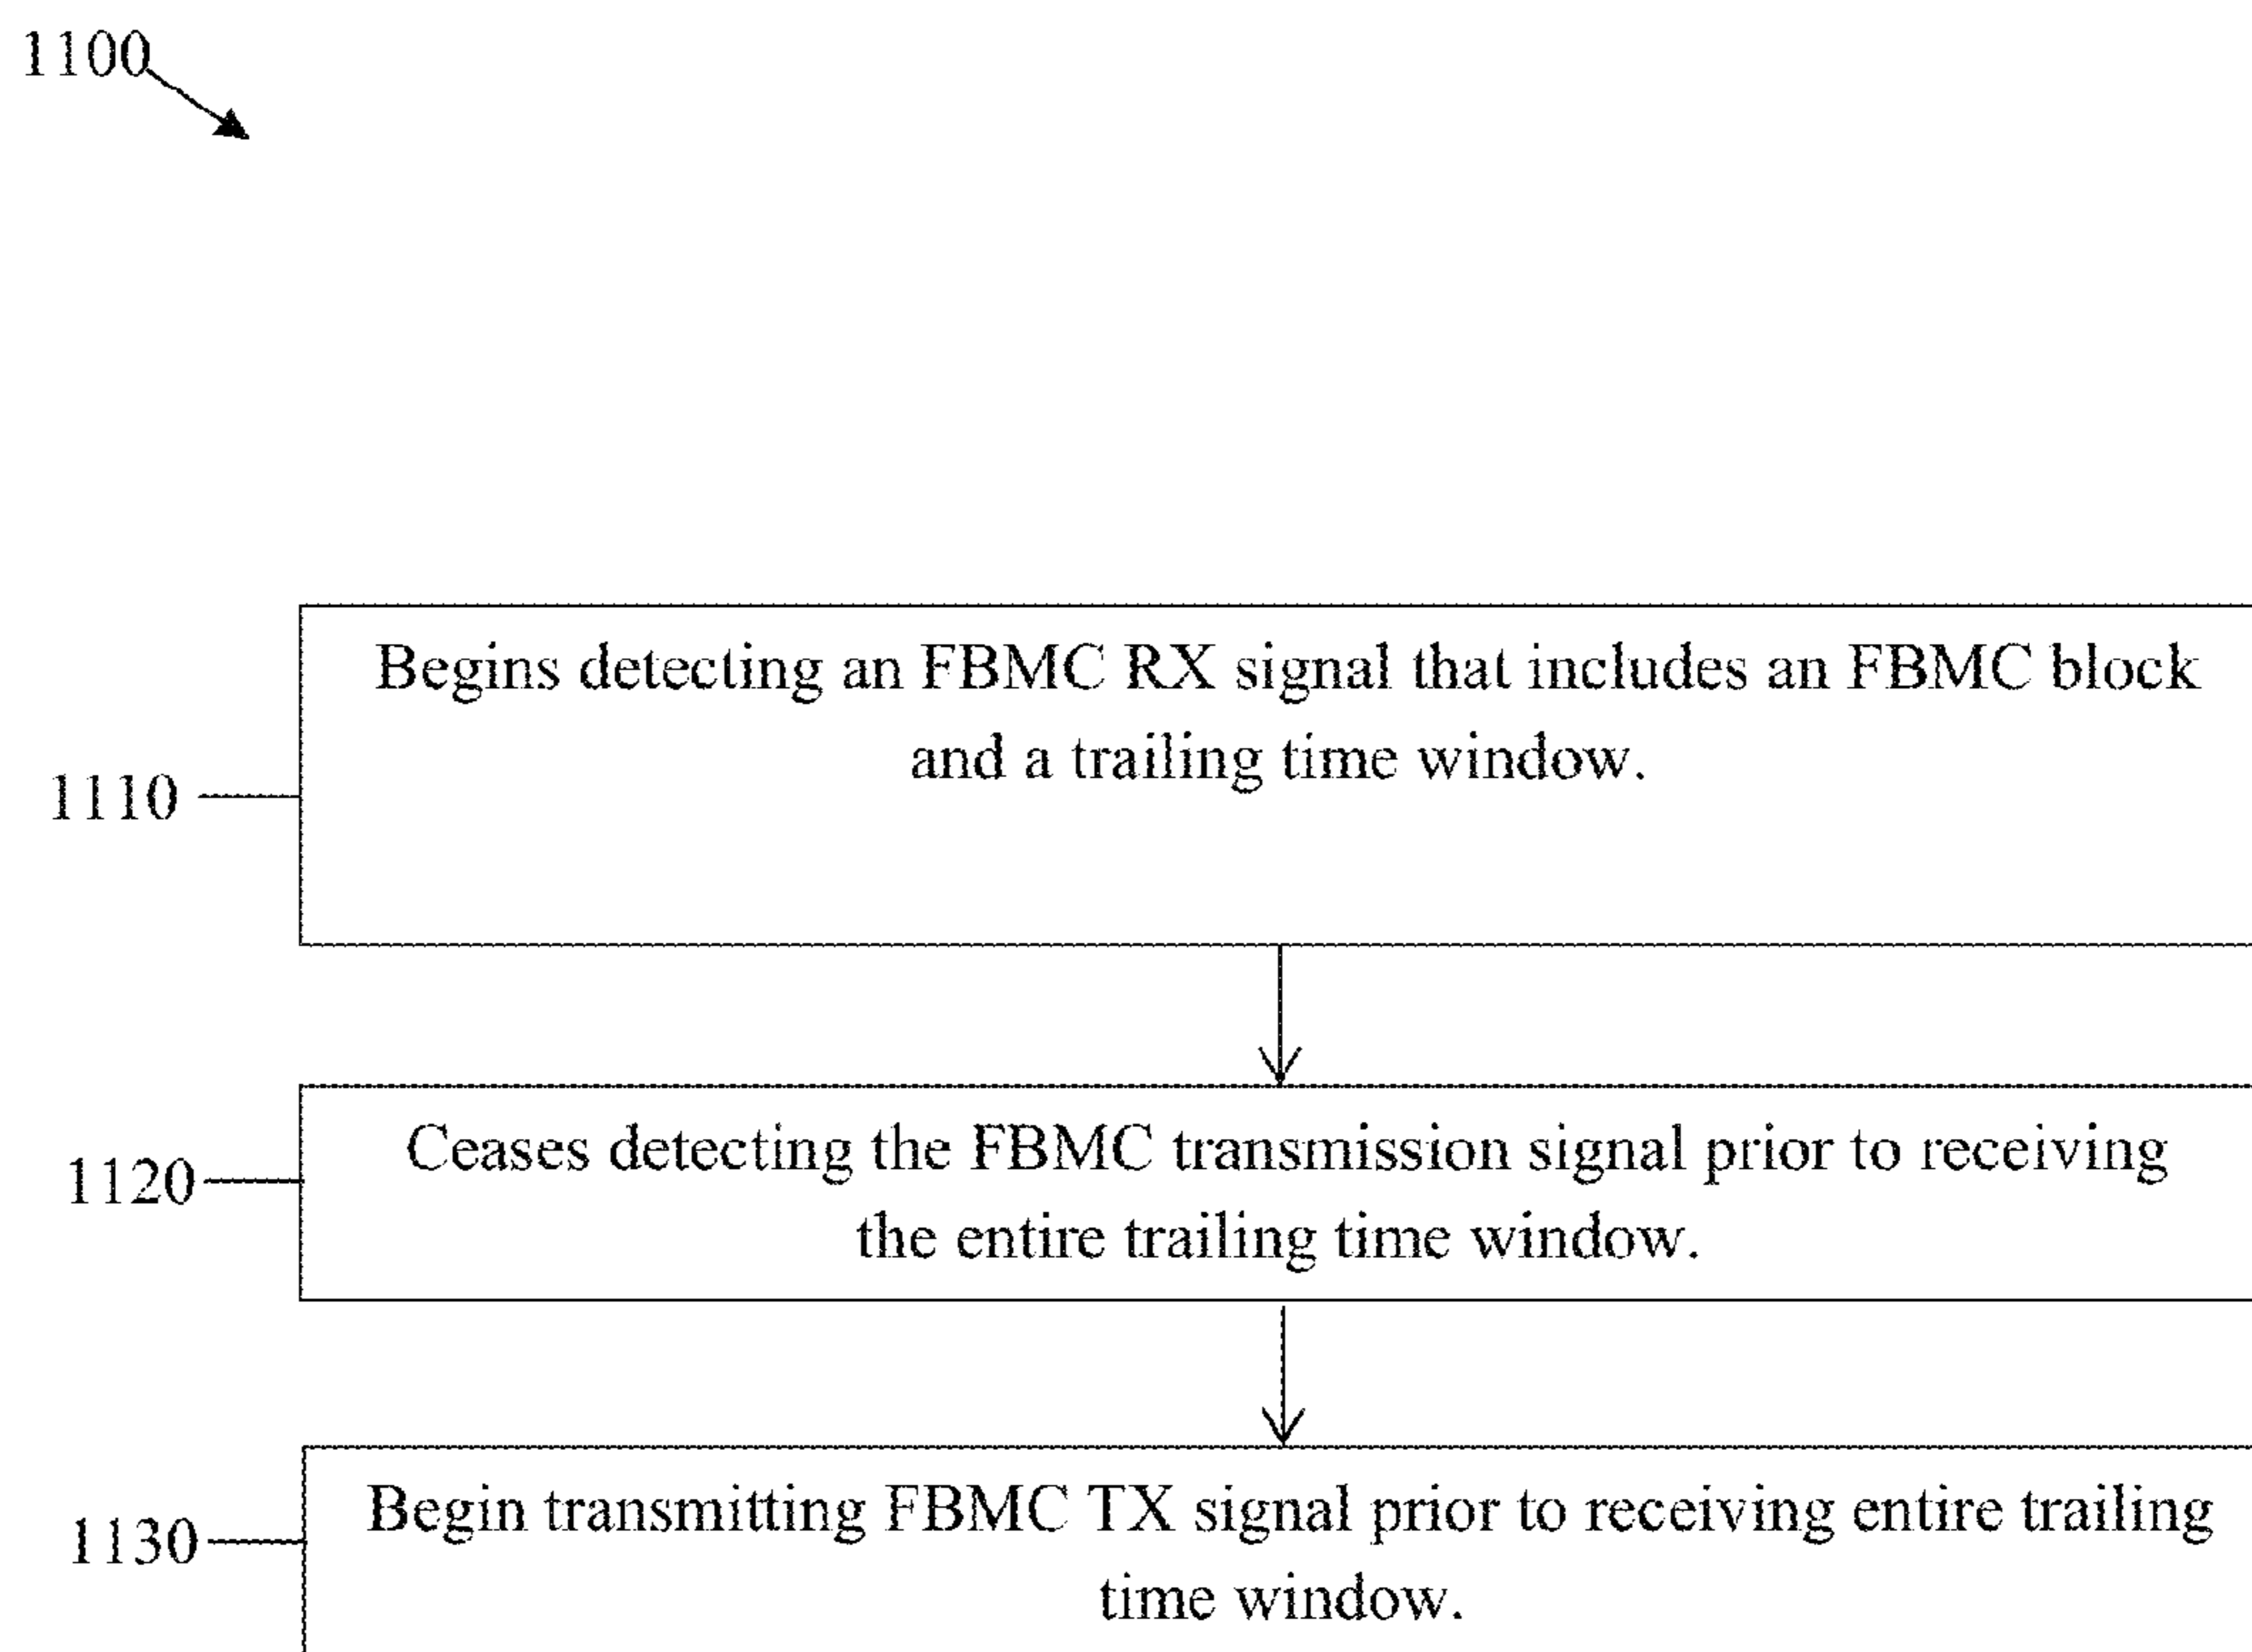 1100
Begins detecting an FBMC RX signal that includes an FBMC block
and a trailing time window.
1110
Ceases detecting the FBMC transmission signal prior to receiving
the entire trailing time window.
1120
Begin transmitting FBMC TX signal prior to receiving entire trailing
time window.
1130